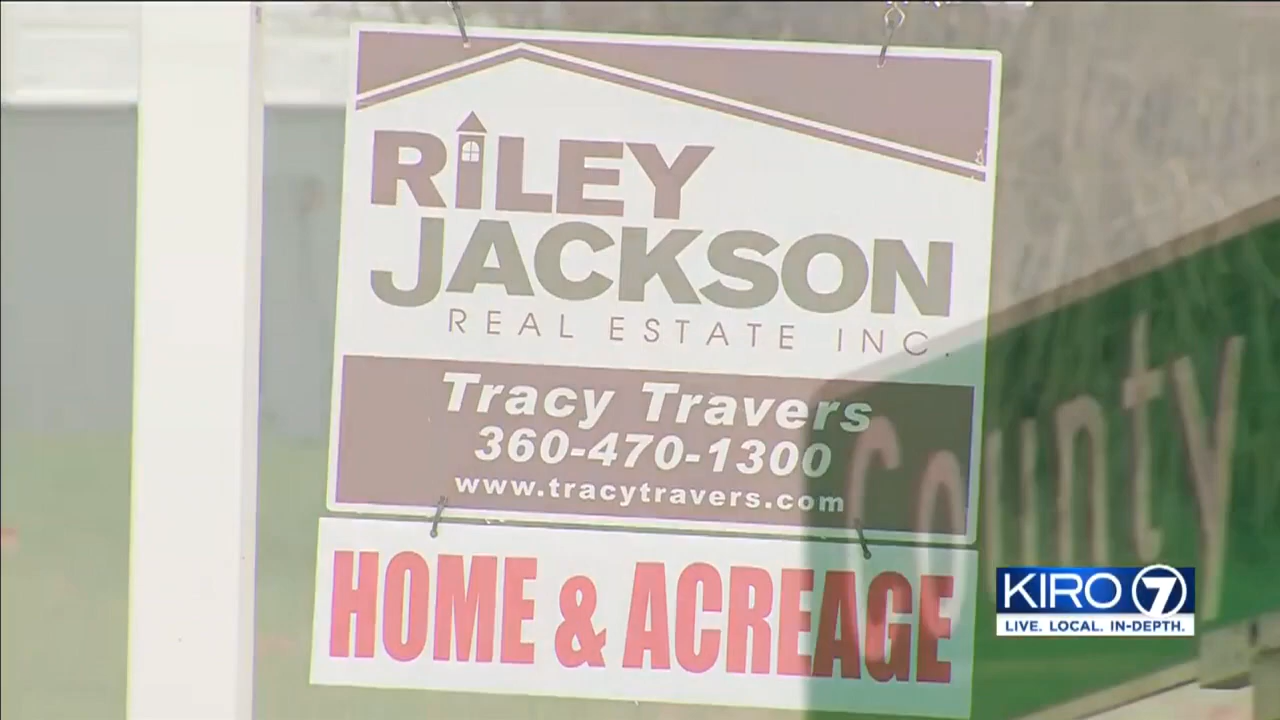 RILEY
JACKSON
REAL ESTATE INC.
Tracy Travers
360-470-1300
www.tracytravers.com
HOME & ACREAGE
County
KIRO 7
LIVE. LOCAL. IN-DEPTH.